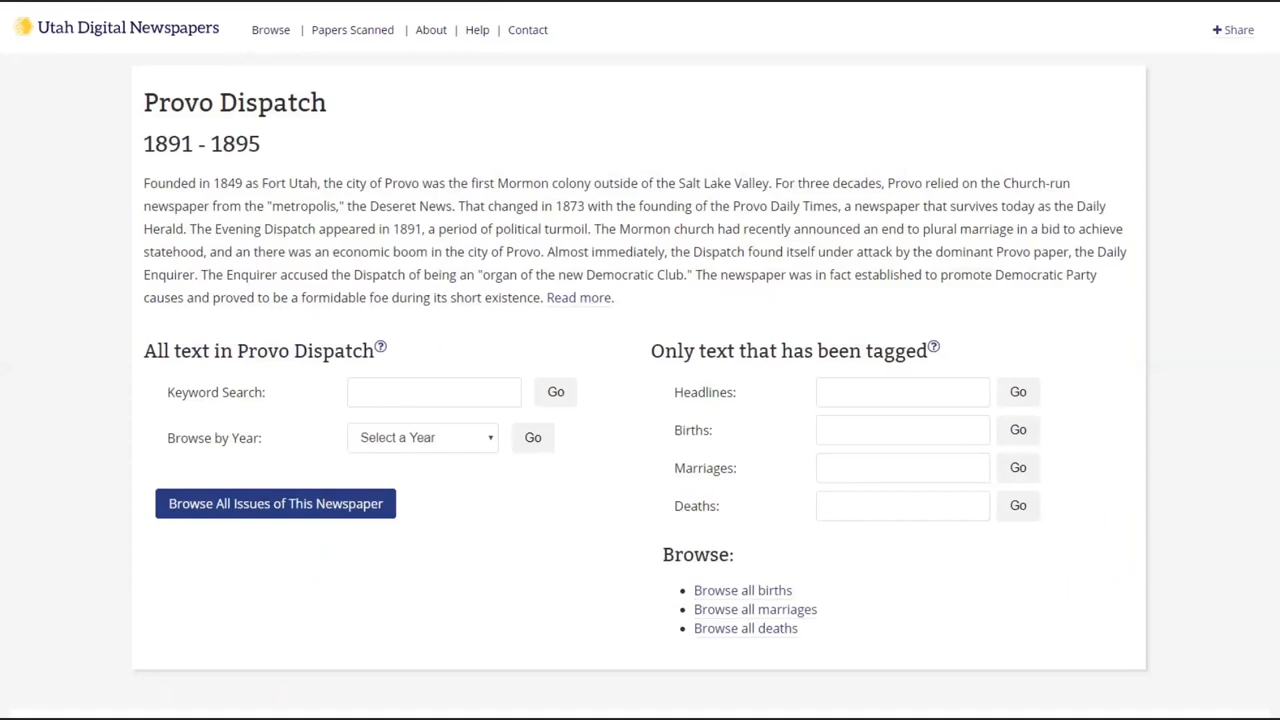 Utah Digital Newspapers Browse | Papers Scanned | About | Help | Contact + Share
Provo Dispatch
1891 - 1895
Founded in 1849 as Fort Utah, the city of Provo was the first Mormon colony outside of the Salt Lake Valley. For three decades, Provo relied on the Church-run
newspaper from the "metropolis," the Deseret News. That changed in 1873 with the founding of the Provo Daily Times, a newspaper that survives today as the Daily
Herald. The Evening Dispatch appeared in 1891, a period of political turmoil. The Mormon church had recently announced an end to plural marriage in a bid to achieve
statehood, and an there was an economic boom in the city of Provo. Almost immediately, the Dispatch found itself under attack by the dominant Provo paper, the Daily
Enquirer. The Enquirer accused the Dispatch of being an "organ of the new Democratic Club." The newspaper was in fact established to promote Democratic Party
causes and proved to be a formidable foe during its short existence. Read more.
All text in Provo Dispatch?
Keyword Search: Go
Browse by Year: Select a Year Go
Browse All Issues of This Newspaper
Only text that has been tagged?
Headlines: Go
Births: Go
Marriages: Go
Deaths: Go
Browse:
• Browse all births
• Browse all marriages
• Browse all deaths